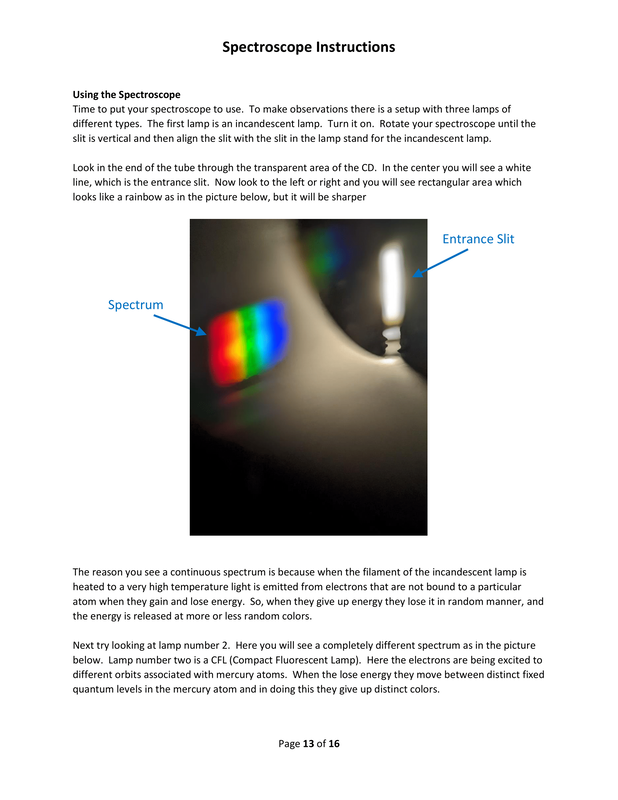 Spectroscope Instructions
Using the Spectroscope
Time to put your spectroscope to use. To make observations there is a setup with three lamps of
different types. The first lamp is an incandescent lamp. Turn it on. Rotate your spectroscope until the
slit is vertical and then align the slit with the slit in the lamp stand for the incandescent lamp.
Look in the end of the tube through the transparent area of the CD. In the center you will see a white
line, which is the entrance slit. Now look to the left or right and you will see rectangular area which
looks like a rainbow as in the picture below, but it will be sharper
Entrance Slit
Spectrum
The reason you see a continuous spectrum is because when the filament of the incandescent lamp is
heated to a very high temperature light is emitted from electrons that are not bound to a particular
atom when they gain and lose energy. So, when they give up energy they lose it in random manner, and
the energy is released at more or less random colors.
Next try looking at lamp number 2. Here you will see a completely different spectrum as in the picture
below. Lamp number two is a CFL (Compact Fluorescent Lamp). Here the electrons are being excited to
different orbits associated with mercury atoms. When the lose energy they move between distinct fixed
quantum levels in the mercury atom and in doing this they give up distinct colors.
Page 13 of 16